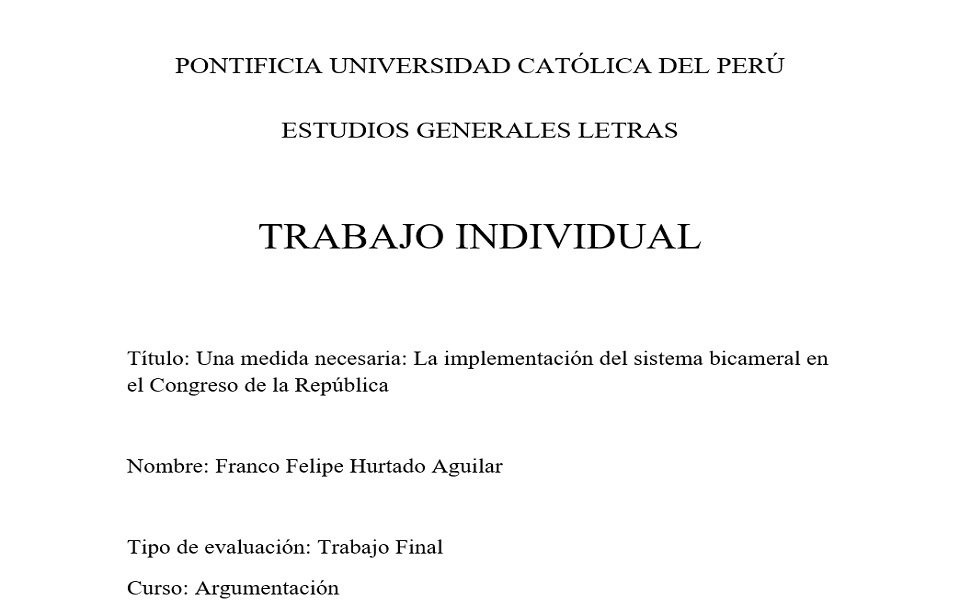 PONTIFICIA UNIVERSIDAD CATÓLICA DEL PERÚ
ESTUDIOS GENERALES LETRAS
TRABAJO INDIVIDUAL
Título: Una medida necesaria: La implementación del sistema bicameral en
el Congreso de la República
Nombre: Franco Felipe Hurtado Aguilar
Tipo de evaluación: Trabajo Final
Curso: Argumentación